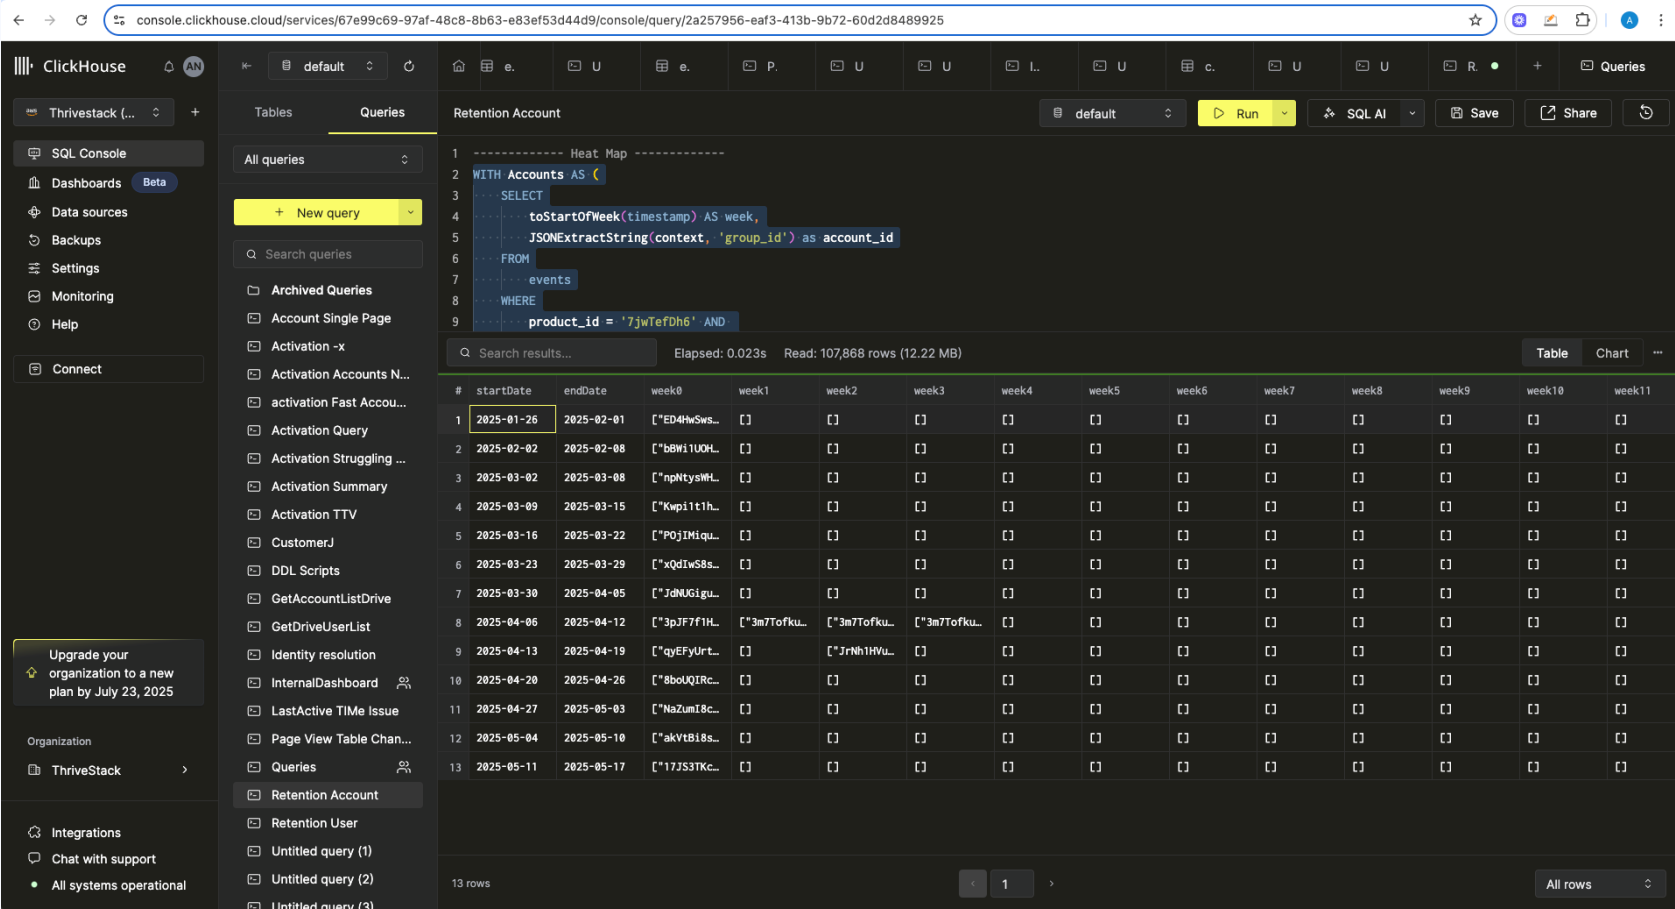 console.clickhouse.cloud/services/67e99c69-97af-48c8-8b63-e83ef53d44d9/console/query/2a257956-eaf3-413b-9b72-60d2d8489925
A
ClickHouse
AN
aws Thrivestack (...
SQL Console
Dashboards Beta
Data sources
Backups
Settings
Monitoring
Help
Connect
Upgrade your
organization to a new
plan by July 23, 2025
Organization
ThriveStack
Integrations
Chat with support
All systems operational
default
Tables Queries
All queries
+ New query
Search queries
Archived Queries
Account Single Page
Activation -x
Activation Accounts N...
activation Fast Accou...
Activation Query
Activation Struggling ...
Activation Summary
Activation TTV
CustomerJ
DDL Scripts
GetAccountListDrive
GetDriveUserList
Identity resolution
InternalDashboard
LastActive TIMe Issue
Page View Table Chan...
Queries
Retention Account
Retention User
Untitled query (1)
Untitled query (2)
Untitled query (3)
e. U e. P. U U I.. U c. U U R. + Queries
Retention Account default Run SQL AI Save Share
1 ------------- Heat Map -------------
2 WITH Accounts AS (
3 SELECT
4 toStartOfWeek(timestamp) AS week,
5 JSONExtractString(context, 'group_id') as account_id
6 FROM
7 events
8 WHERE
9 product_id = '7jwTefDh6' AND
Search results... Elapsed: 0.023s Read: 107,868 rows (12.22 MB) Table Chart
# startDate endDate week0 week1 week2 week3 week4 week5 week6 week7 week8 week9 week10 week11
1 2025-01-26 2025-02-01 ["ED4HwSws… [] [] [] [] [] [] [] [] [] [] []
2 2025-02-02 2025-02-08 ["bBWi1UOH… [] [] [] [] [] [] [] [] [] [] []
3 2025-03-02 2025-03-08 ["npNtysWH… [] [] [] [] [] [] [] [] [] [] []
4 2025-03-09 2025-03-15 ["Kwpi1t1h… [] [] [] [] [] [] [] [] [] [] []
5 2025-03-16 2025-03-22 ["POjIMiqu… [] [] [] [] [] [] [] [] [] [] []
6 2025-03-23 2025-03-29 ["xQdIwS8s… [] [] [] [] [] [] [] [] [] [] []
7 2025-03-30 2025-04-05 ["JdNUGigu… [] [] [] [] [] [] [] [] [] [] []
8 2025-04-06 2025-04-12 ["3pJF7f1H… ["3m7Tofku… ["3m7Tofku… ["3m7Tofku… [] [] [] [] [] [] [] []
9 2025-04-13 2025-04-19 ["qyEFyUrt… [] ["JrNh1HVu… [] [] [] [] [] [] [] [] []
10 2025-04-20 2025-04-26 ["8boUQIRc… [] [] [] [] [] [] [] [] [] [] []
11 2025-04-27 2025-05-03 ["NaZumI8c… [] [] [] [] [] [] [] [] [] [] []
12 2025-05-04 2025-05-10 ["akVtBi8s… [] [] [] [] [] [] [] [] [] [] []
13 2025-05-11 2025-05-17 ["17JS3TKc… [] [] [] [] [] [] [] [] [] [] []
13 rows 1 All rows